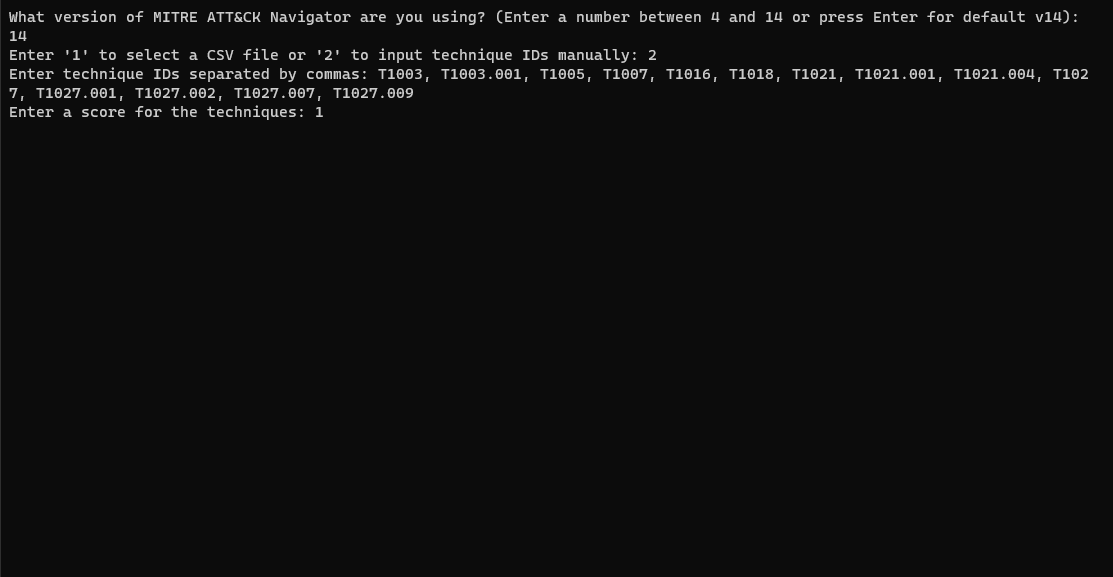 What version of MITRE ATT&CK Navigator are you using? (Enter a number between 4 and 14 or press Enter for default v14):
14
Enter '1' to select a CSV file or '2' to input technique IDs manually: 2
Enter technique IDs separated by commas: T1003, T1003.001, T1005, T1007, T1016, T1018, T1021, T1021.001, T1021.004, T102
7, T1027.001, T1027.002, T1027.007, T1027.009
Enter a score for the techniques: 1